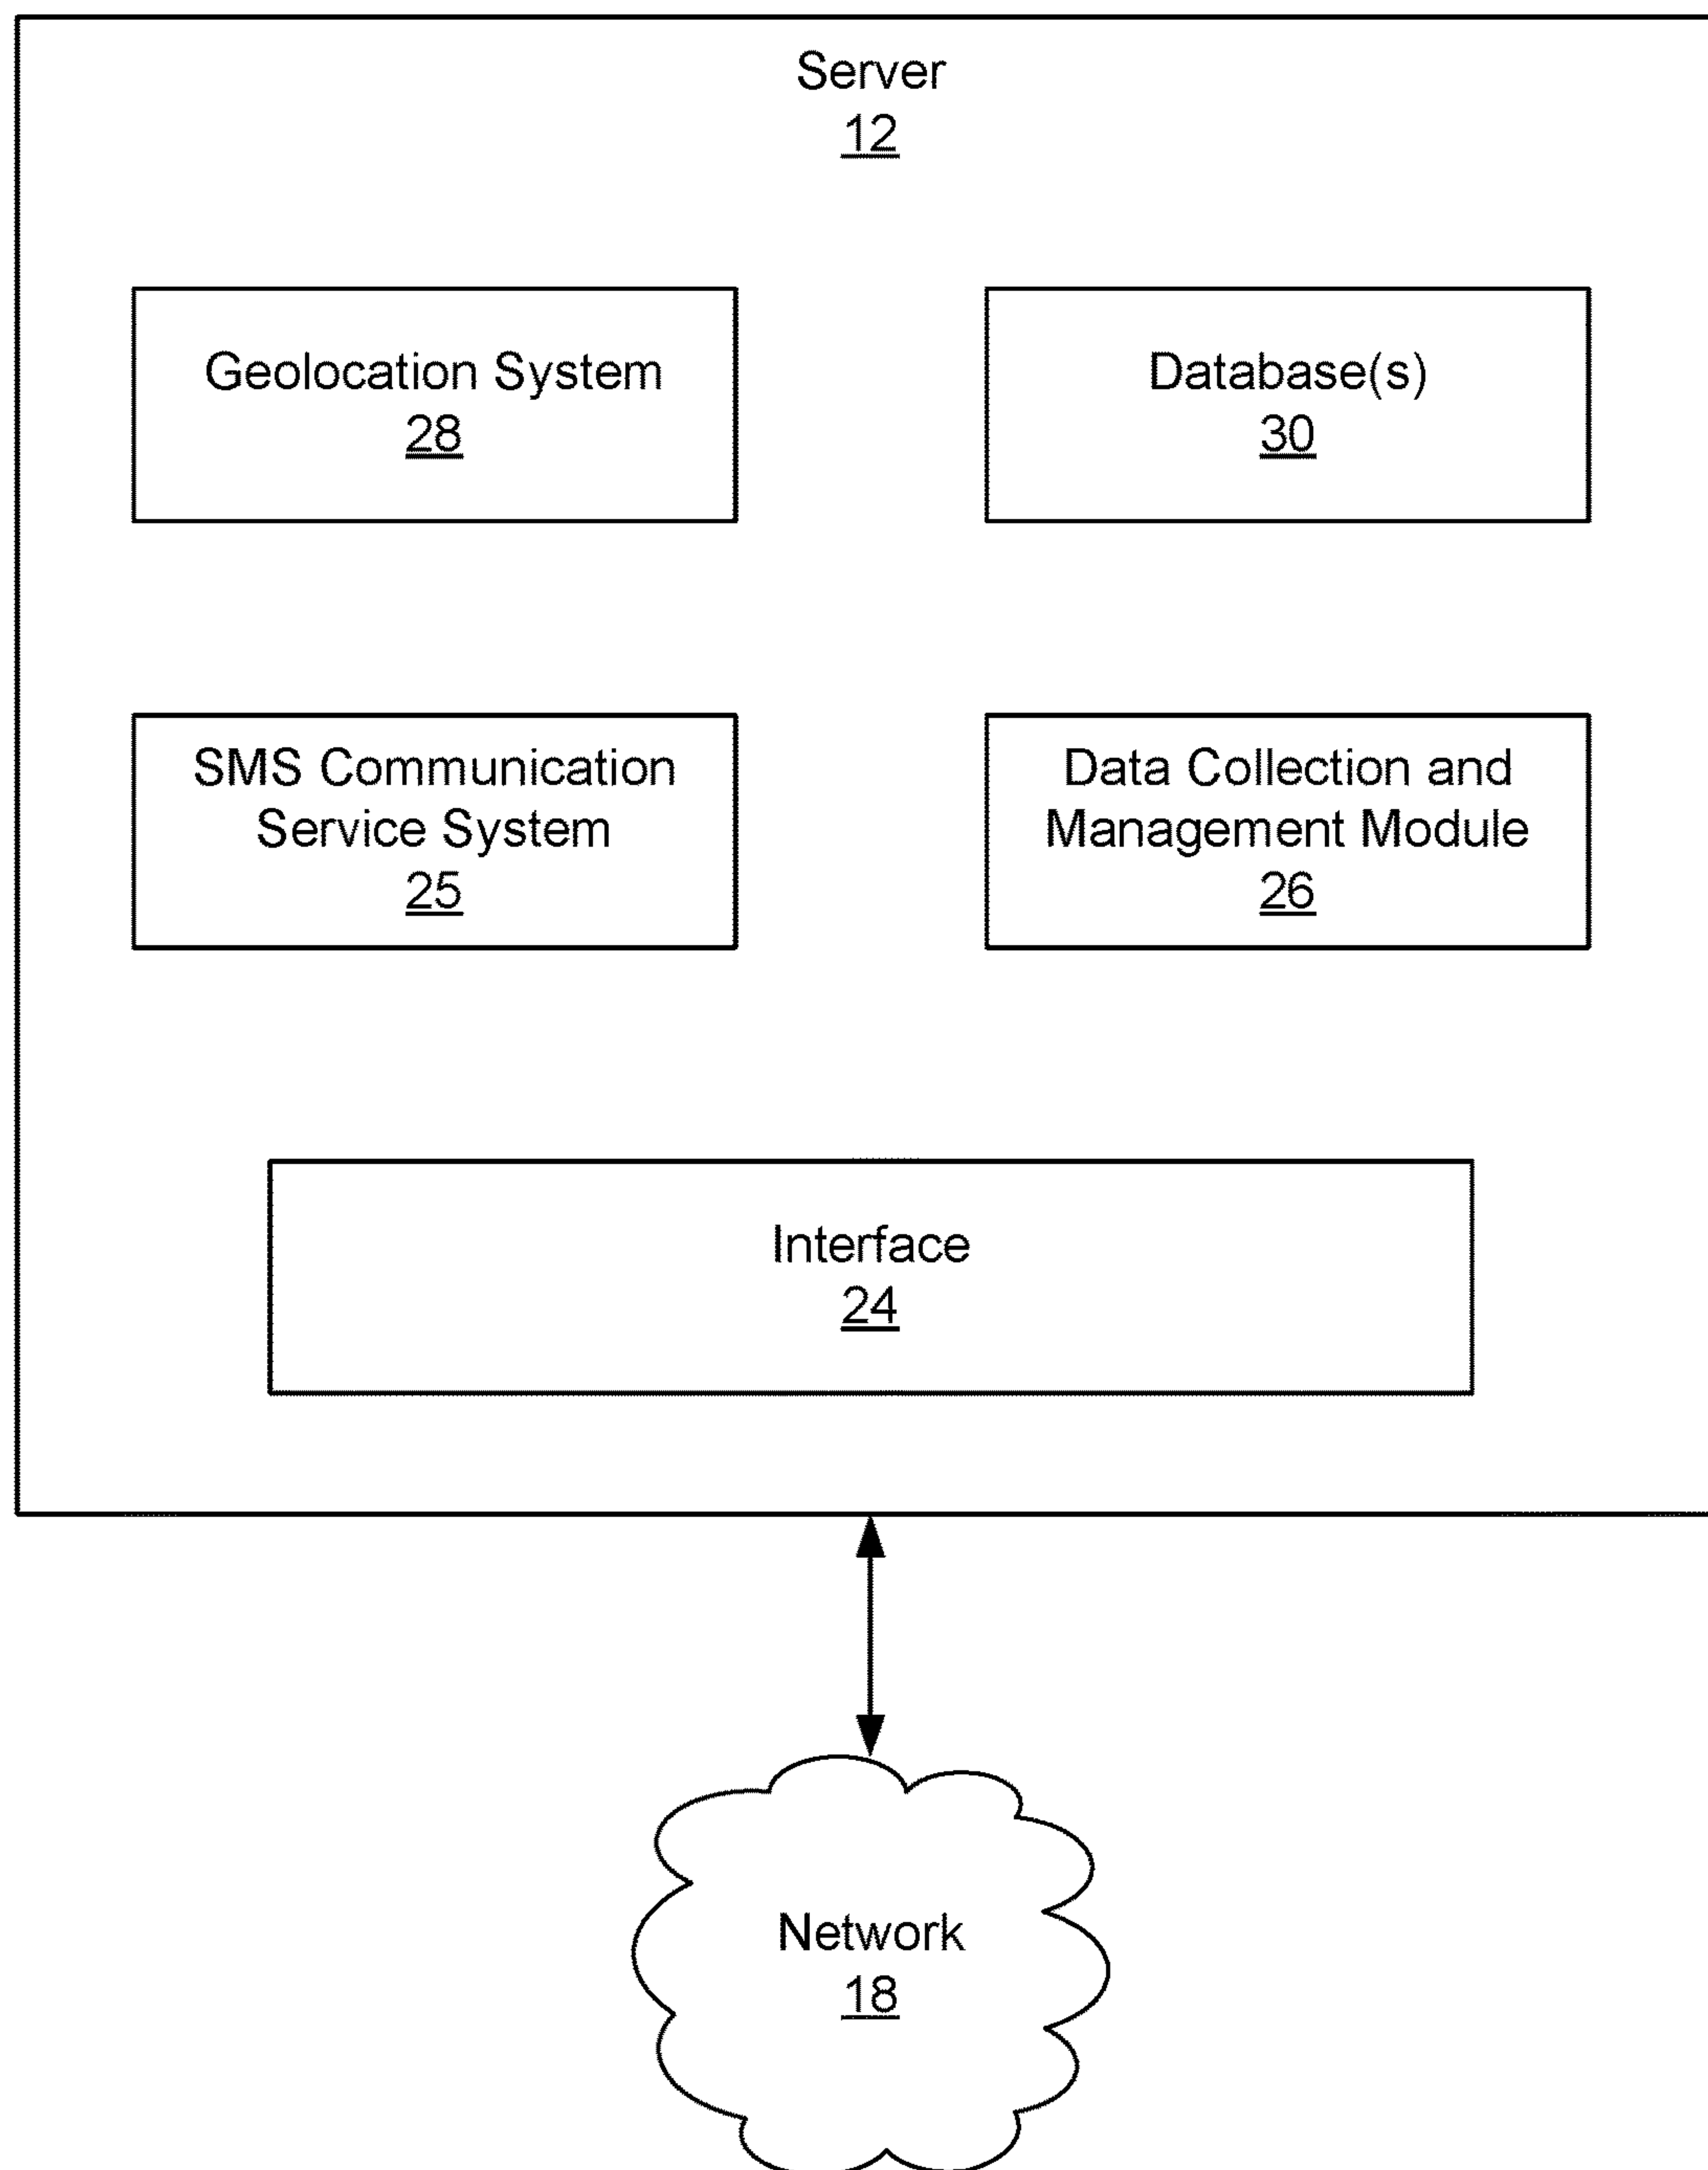 Server
12
Geolocation System
28
Database(s)
30
SMS Communication
Service System
25
Data Collection and
Management Module
26
Interface
24
Network
18